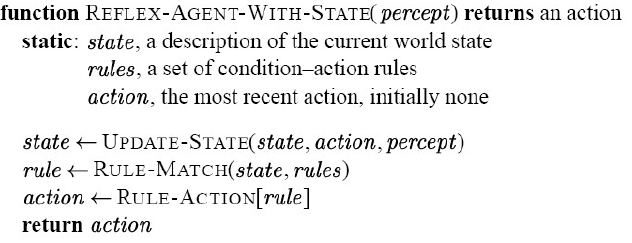 function REFLEX-AGENT-WITH-STATE(percept) returns an action
static: state, a description of the current world state
rules, a set of condition–action rules
action, the most recent action, initially none
state ← UPDATE-STATE(state, action, percept)
rule ← RULE-MATCH(state, rules)
action ← RULE-ACTION[rule]
return action